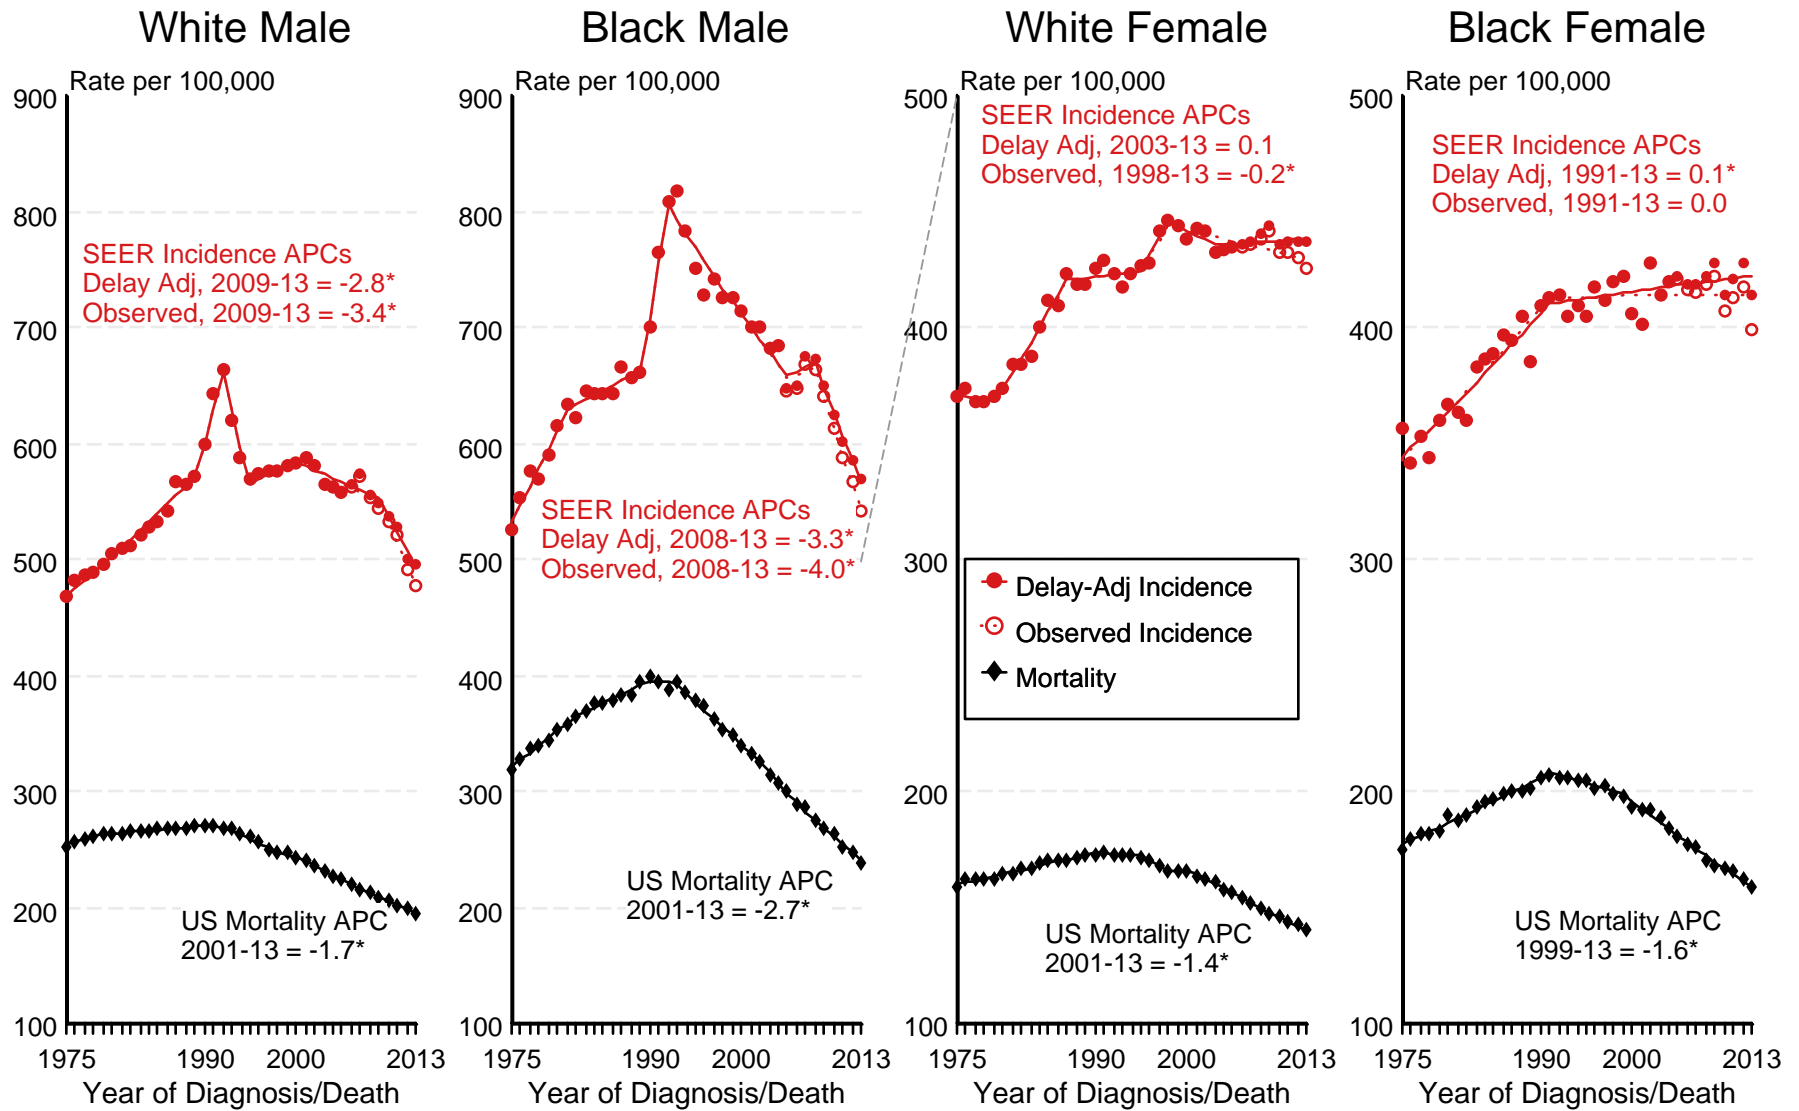 White Male
Rate per 100,000
900
800
700
600
500
400
300
200
100
SEER Incidence APCs
Delay Adj, 2009-13 = -2.8*
Observed, 2009-13 = -3.4*
US Mortality APC
2001-13 = -1.7*
1975 1990 2000 2013
Year of Diagnosis/Death
Black Male
Rate per 100,000
900
800
700
600
500
400
300
200
100
SEER Incidence APCs
Delay Adj, 2008-13 = -3.3*
Observed, 2008-13 = -4.0*
US Mortality APC
2001-13 = -2.7*
1975 1990 2000 2013
Year of Diagnosis/Death
White Female
Rate per 100,000
500
400
300
200
100
SEER Incidence APCs
Delay Adj, 2003-13 = 0.1
Observed, 1998-13 = -0.2*
Delay-Adj Incidence
Observed Incidence
Mortality
US Mortality APC
2001-13 = -1.4*
1975 1990 2000 2013
Year of Diagnosis/Death
Black Female
Rate per 100,000
500
400
300
200
100
SEER Incidence APCs
Delay Adj, 1991-13 = 0.1*
Observed, 1991-13 = 0.0
US Mortality APC
1999-13 = -1.6*
1975 1990 2000 2013
Year of Diagnosis/Death